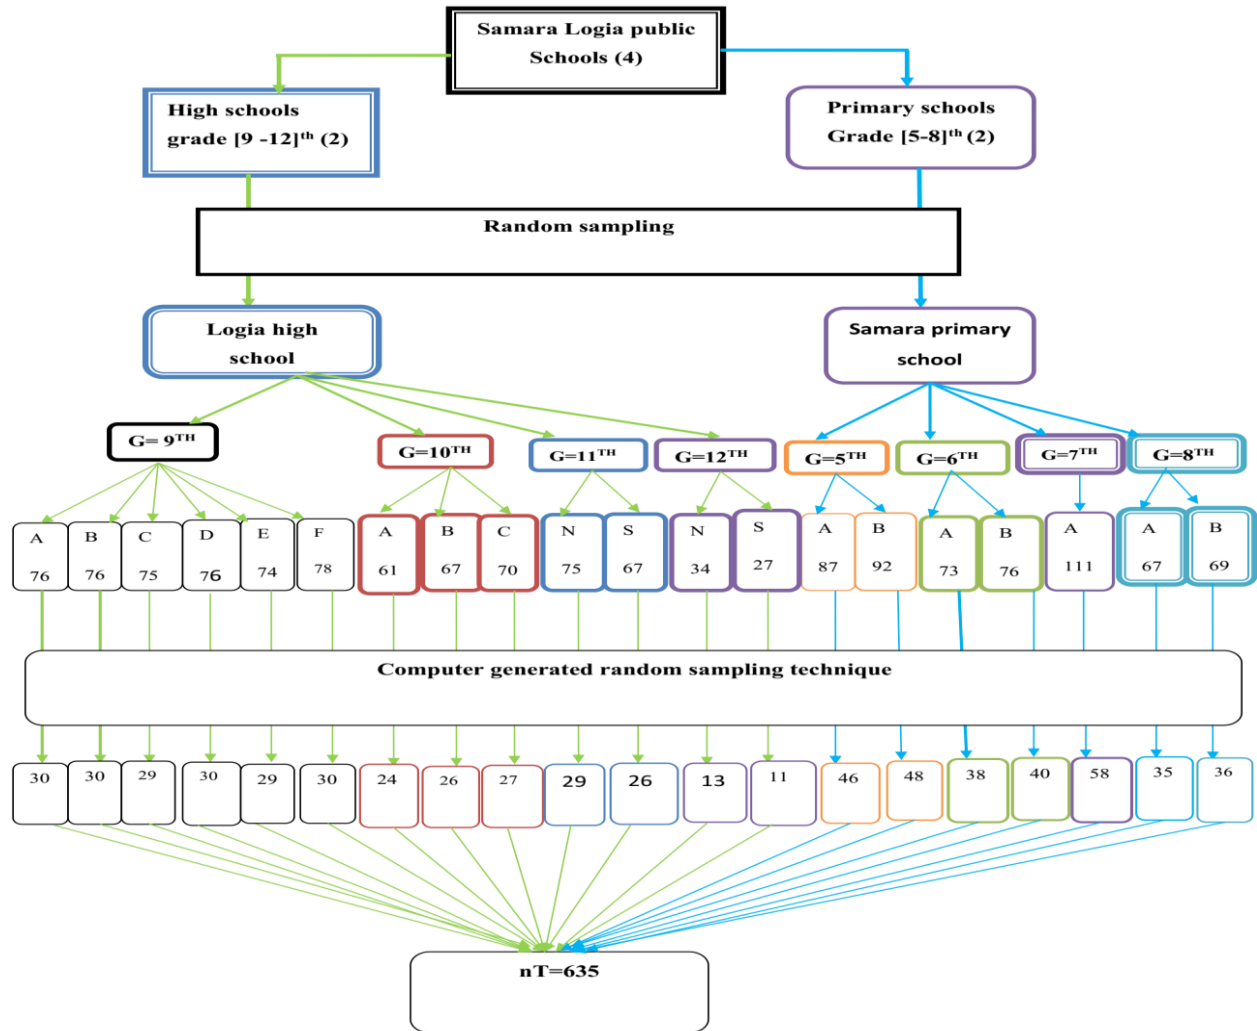 Samara Logia public
Schools (4)
High schools
grade [9 -12]th (2)
Primary schools
Grade [5-8]th (2)
Random sampling
Logia high
school
Samara primary
school
G= 9TH
G=10TH
G=11TH
G=12TH
G=5TH
G=6TH
G=7TH
G=8TH
A B C D E F A B C N S N S A B A B A A B
76 76 75 76 74 78 61 67 70 75 67 34 27 87 92 73 76 111 67 69
Computer generated random sampling technique
30 30 29 30 29 30 24 26 27 29 26 13 11 46 48 38 40 58 35 36
nT=635